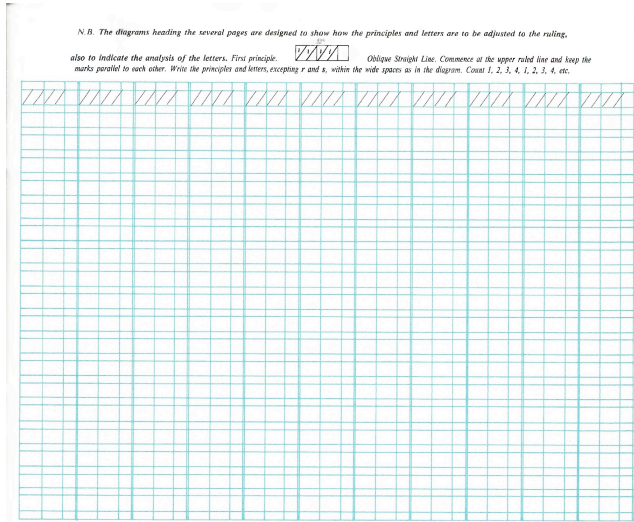 N.B. The diagrams heading the several pages are designed to show how the principles and letters are to be adjusted to the ruling,
also to indicate the analysis of the letters. First principle. Oblique Straight Line. Commence at the upper ruled line and keep the
marks parallel to each other. Write the principles and letters, excepting r and s, within the wide spaces as in the diagram. Count 1, 2, 3, 4, 1, 2, 3, 4, etc.